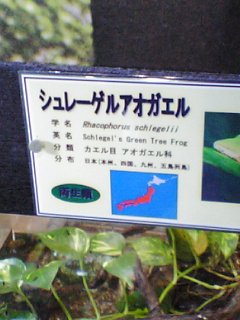 シュレーゲルアオガエル
学名 Rhacophorus schlegelii
英名 Schlegel's Green Tree Frog
分類 カエル目 アオガエル科
分布 日本(本州、四国、九州、五島列島)
両生類